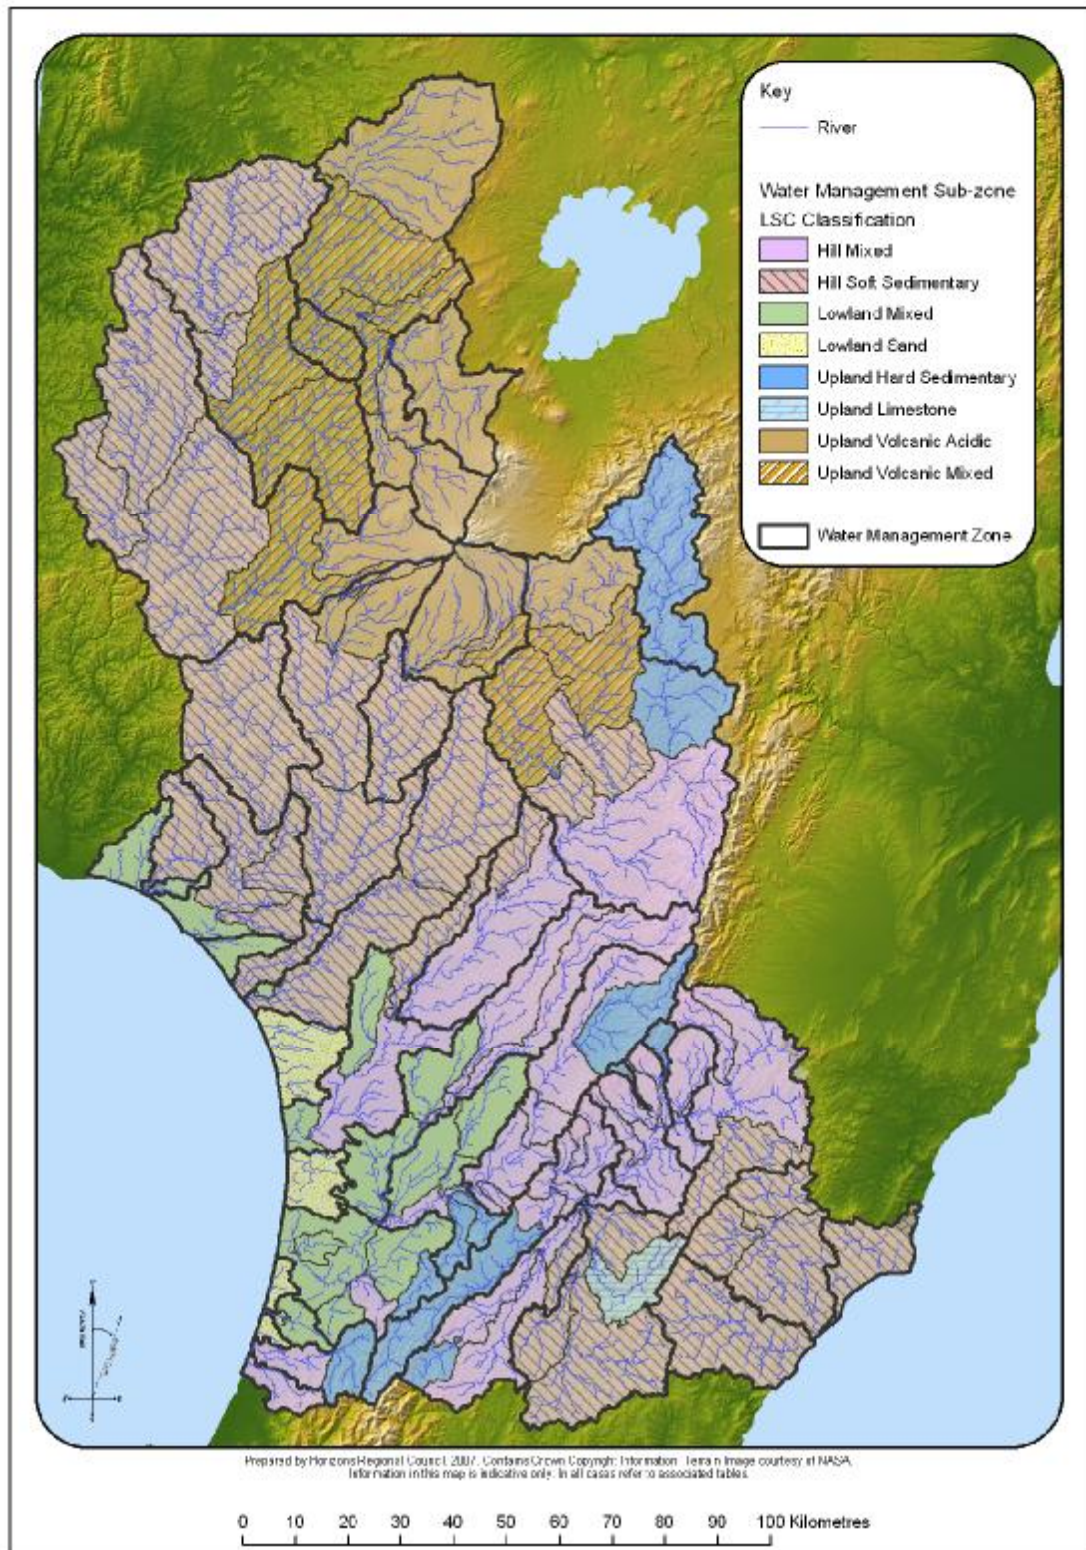 Key
River
Water Management Sub-zone
LSC Classification
Hill Mixed
Hill Soft Sedimentary
Lowland Mixed
Lowland Sand
Upland Hard Sedimentary
Upland Limestone
Upland Volcanic Acidic
Upland Volcanic Mixed
Water Management Zone
Prepared by Horizons Regional Council, 2007. Contains Crown Copyright Information. Terrain Image courtesy of NASA.
Information in this map is indicative only. In all cases refer to associated tables.
0 10 20 30 40 50 60 70 80 90 100 Kilometres